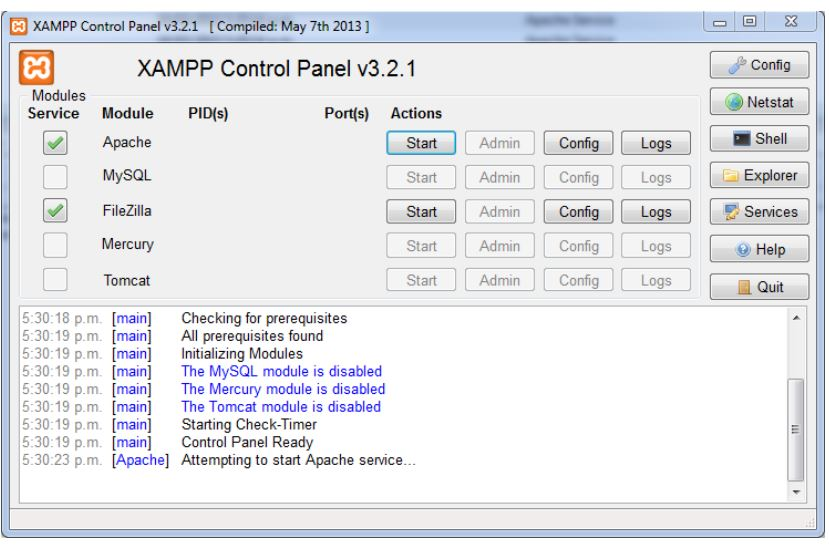 XAMPP Control Panel v3.2.1 [ Compiled: May 7th 2013 ]
XAMPP Control Panel v3.2.1
Modules
Service Module PID(s) Port(s) Actions
Apache Start Admin Config Logs
MySQL Start Admin Config Logs
FileZilla Start Admin Config Logs
Mercury Start Admin Config Logs
Tomcat Start Admin Config Logs
Config
Netstat
Shell
Explorer
Services
Help
Quit
5:30:18 p.m. [main] Checking for prerequisites
5:30:19 p.m. [main] All prerequisites found
5:30:19 p.m. [main] Initializing Modules
5:30:19 p.m. [main] The MySQL module is disabled
5:30:19 p.m. [main] The Mercury module is disabled
5:30:19 p.m. [main] The Tomcat module is disabled
5:30:19 p.m. [main] Starting Check-Timer
5:30:19 p.m. [main] Control Panel Ready
5:30:23 p.m. [Apache] Attempting to start Apache service...